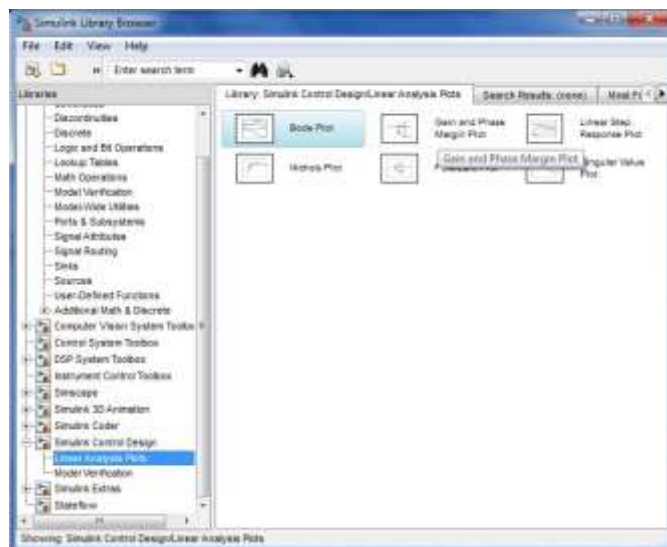 Simulink Library Browser
File Edit View Help
Enter search term
Libraries
Library: Simulink Control Design/Linear Analysis Plots
Search Results: (none)
Most Fr
Discontinuities
Discrete
Logic and Bit Operations
Lookup Tables
Math Operations
Model Verification
Model-Wide Utilities
Ports & Subsystems
Signal Attributes
Signal Routing
Sinks
Sources
User-Defined Functions
Additional Math & Discrete
Computer Vision System Toolbo
Control System Toolbox
DSP System Toolbox
Instrument Control Toolbox
Simscape
Simulink 3D Animation
Simulink Coder
Simulink Control Design
Linear Analysis Plots
Model Verification
Simulink Extras
Stateflow
Bode Plot
Gain and Phase
Margin Plot
Linear Step
Response Plot
Nichols Plot
Gain and Phase Margin Plot
Singular Value
Plot
Showing: Simulink Control Design/Linear Analysis Plots